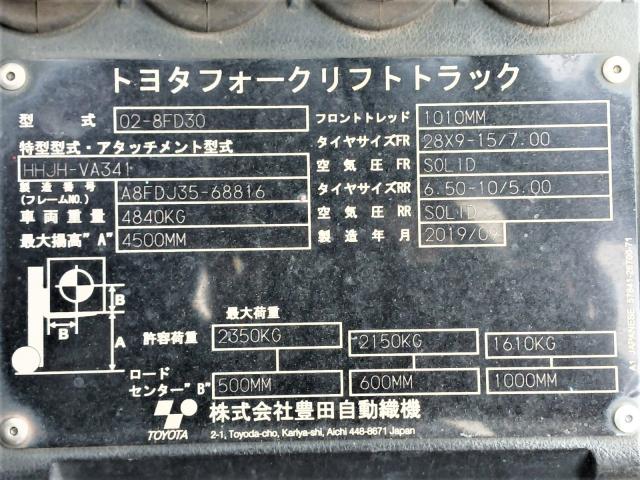 トヨタフォークリフトトラック
型式 02-8FD30
特型型式・アタッチメント型式
HHJH-VA341
製造番号 (フレームNO.) A8FDJ35-68816
車両重量 4840KG
最大揚高"A" 4500MM
フロントトレッド 1010MM
タイヤサイズFR 28X9-15/7.00
空気圧FR SOLID
タイヤサイズRR 6.50-10/5.00
空気圧RR SOLID
製造年月 2019/09
B
B
A
最大荷重
許容荷重 2350KG 2150KG 1610KG
ロード
センター"B" 500MM 600MM 1000MM
TOYOTA
株式会社豊田自動織機
2-1, Toyoda-cho, Kariya-shi, Aichi 448-8671 Japan